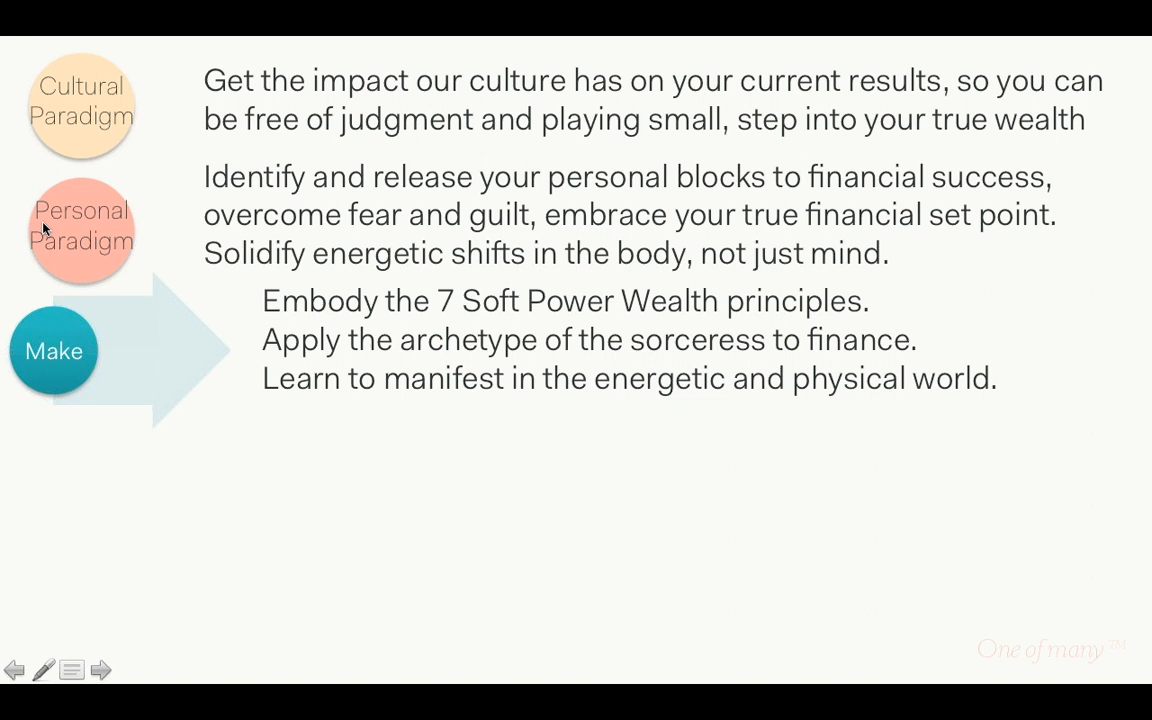 Cultural
Paradigm
Get the impact our culture has on your current results, so you can
be free of judgment and playing small, step into your true wealth
Personal
Paradigm
Identify and release your personal blocks to financial success,
overcome fear and guilt, embrace your true financial set point.
Solidify energetic shifts in the body, not just mind.
Make
Embody the 7 Soft Power Wealth principles.
Apply the archetype of the sorceress to finance.
Learn to manifest in the energetic and physical world.
One of many ™